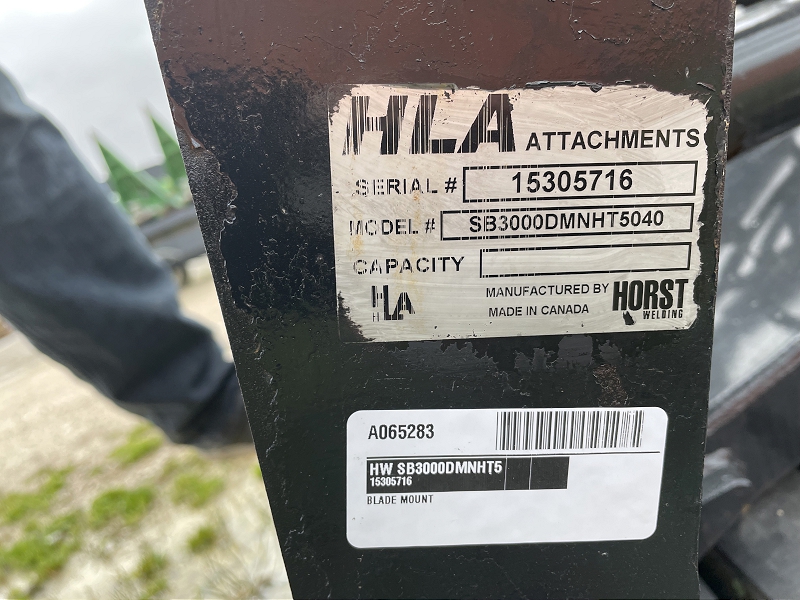 HLA ATTACHMENTS
SERIAL # 15305716
MODEL # SB3000DMNHT5040
CAPACITY
HLA
MANUFACTURED BY HORST
MADE IN CANADA WELDING
A065283
HW SB3000DMNHT5
15305716
BLADE MOUNT